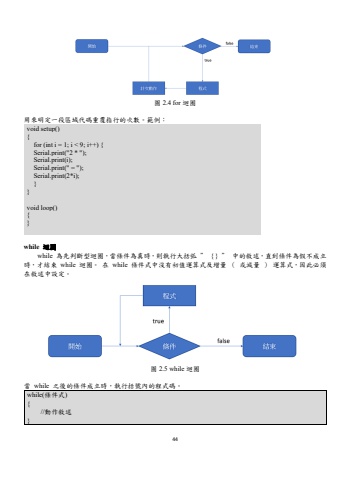 開始
條件
false
結束
true
打勾動作
程式
圖 2.4 for 迴圈
用來明定一段區域代碼重覆指行的次數。範例：
void setup()
{
for (int i = 1; i < 9; i++) {
Serial.print("2 * ");
Serial.print(i);
Serial.print(" = ");
Serial.print(2*i);
}
}
void loop()
{
}
while 迴圈
while 為先判斷型迴圈，當條件為真時，則執行大括弧 ” {} ” 中的敘述，直到條件為假不成立
時，才結束 while 迴圈。 在 while 條件式中沒有初值運算式及增量 ( 或減量 ) 運算式，因此必須
在敘述中設定。
程式
true
開始
條件
false
結束
圖 2.5 while 迴圈
當 while 之後的條件成立時，執行括號內的程式碼。
while(條件式)
{
//動作敘述
}
44